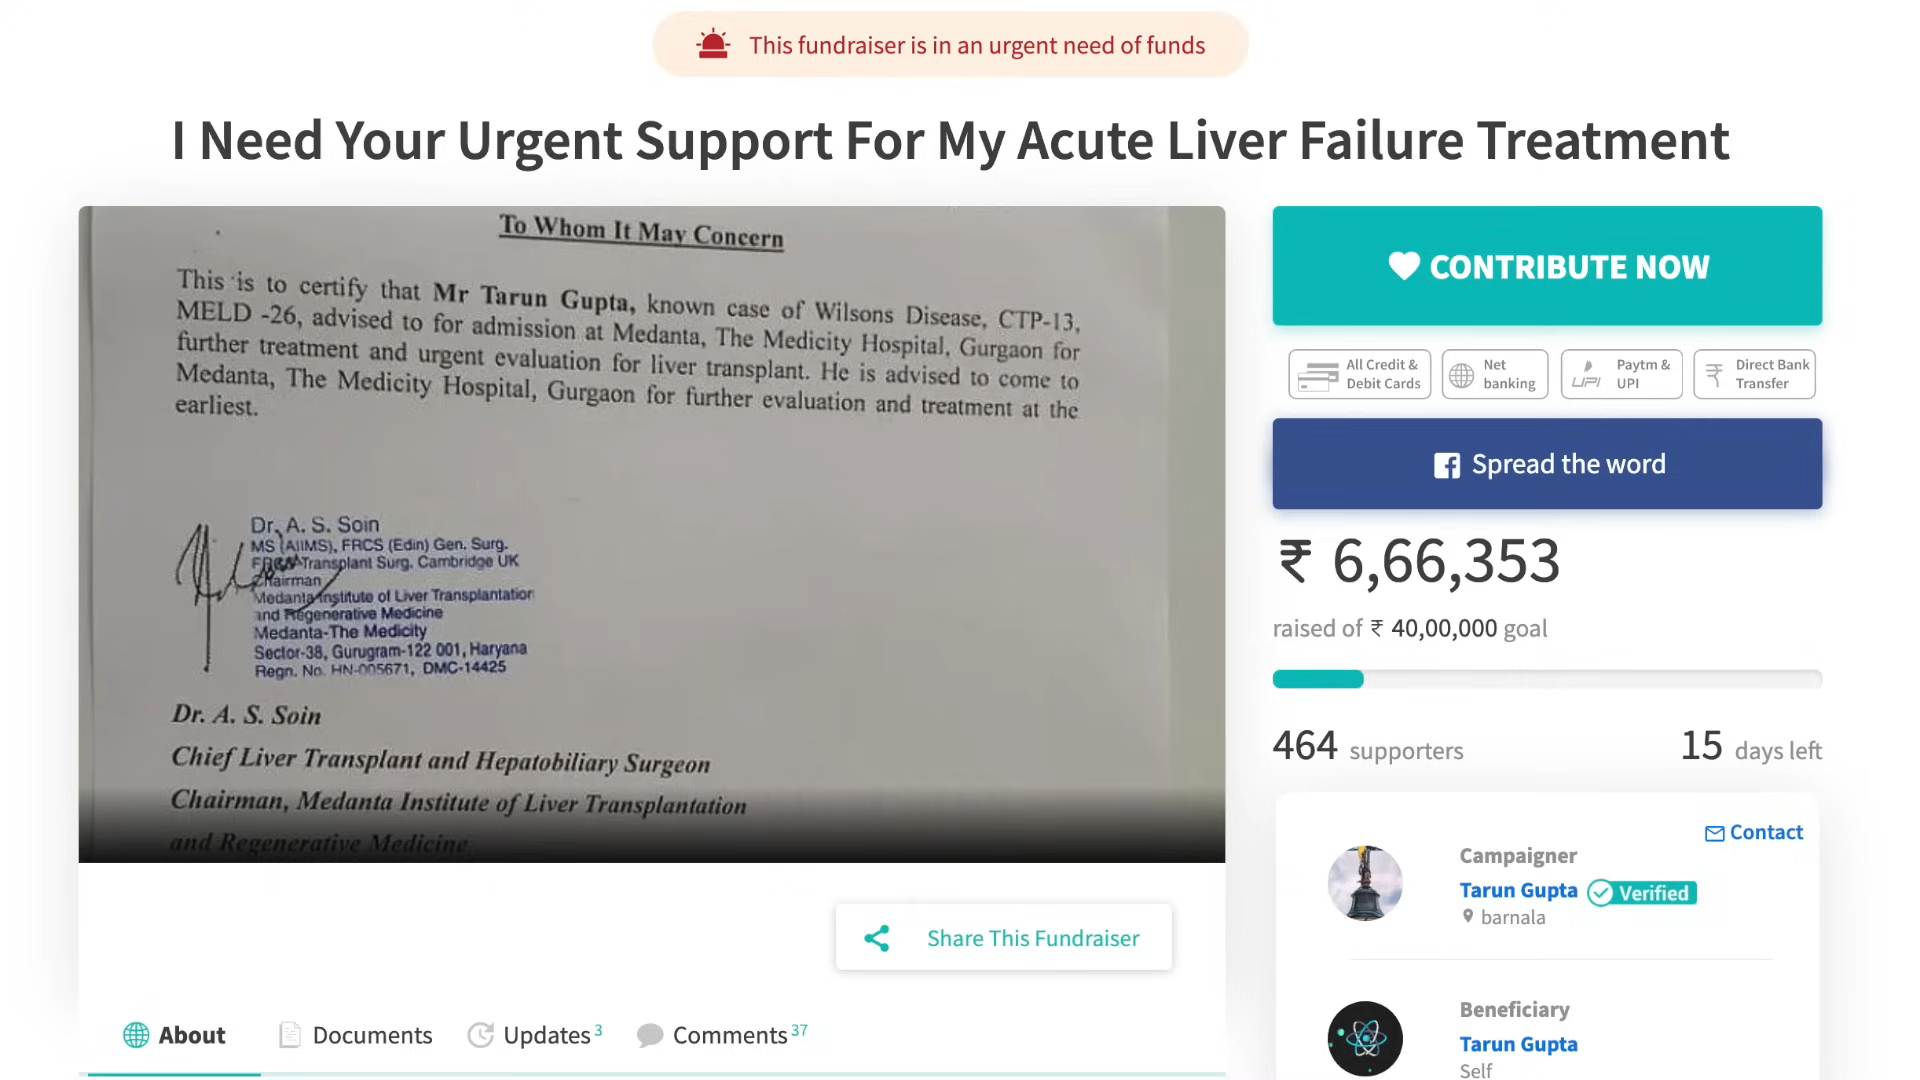 This fundraiser is in an urgent need of funds
I Need Your Urgent Support For My Acute Liver Failure Treatment
To Whom It May Concern
This is to certify that Mr Tarun Gupta, known case of Wilsons Disease, CTP-13,
MELD -26, advised to for admission at Medanta, The Medicity Hospital, Gurgaon for
further treatment and urgent evaluation for liver transplant. He is advised to come to
Medanta, The Medicity Hospital, Gurgaon for further evaluation and treatment at the
earliest.
Dr. A. S. Soin
MS (AIIMS), FRCS (Edin) Gen. Surg.
Transplant Surg. Cambridge UK
Chairman
Medanta Institute of Liver Transplantation
and Regenerative Medicine
Medanta-The Medicity
Sector-38, Gurugram-122 001, Haryana
Regn. No. HN-005671, DMC-14425
Dr. A. S. Soin
Chief Liver Transplant and Hepatobiliary Surgeon
Chairman, Medanta Institute of Liver Transplantation
and Regenerative Medicine
Share This Fundraiser
About
Documents
Updates 3
Comments 37
CONTRIBUTE NOW
All Credit &
Debit Cards
Net
banking
UPI
Paytm &
UPI
Direct Bank
Transfer
Spread the word
₹ 6,66,353
raised of ₹ 40,00,000 goal
464 supporters
15 days left
Contact
Campaigner
Tarun Gupta Verified
barnala
Beneficiary
Tarun Gupta
Self